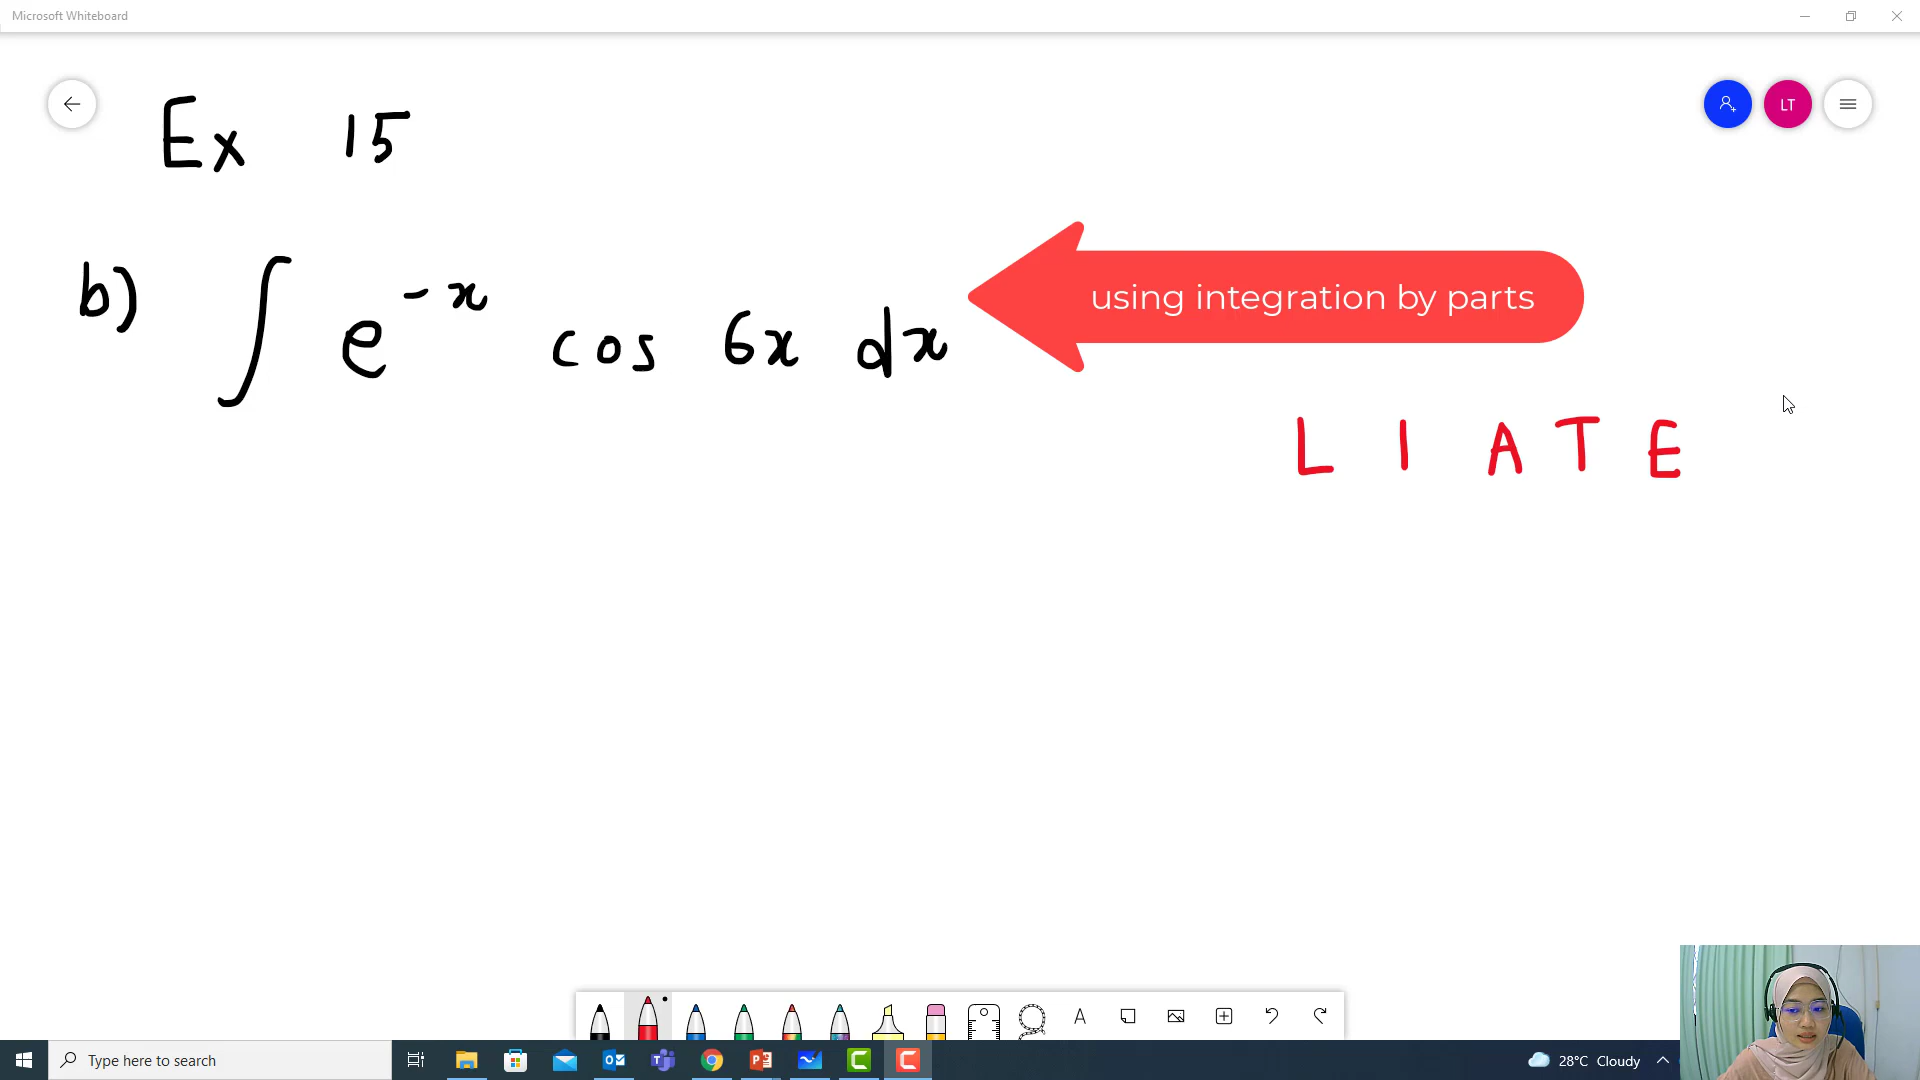 Microsoft Whiteboard
LT
Ex 15
b) ∫ e^{-x} cos 6x dx
using integration by parts
L I A T E
A
Type here to search
28°C Cloudy